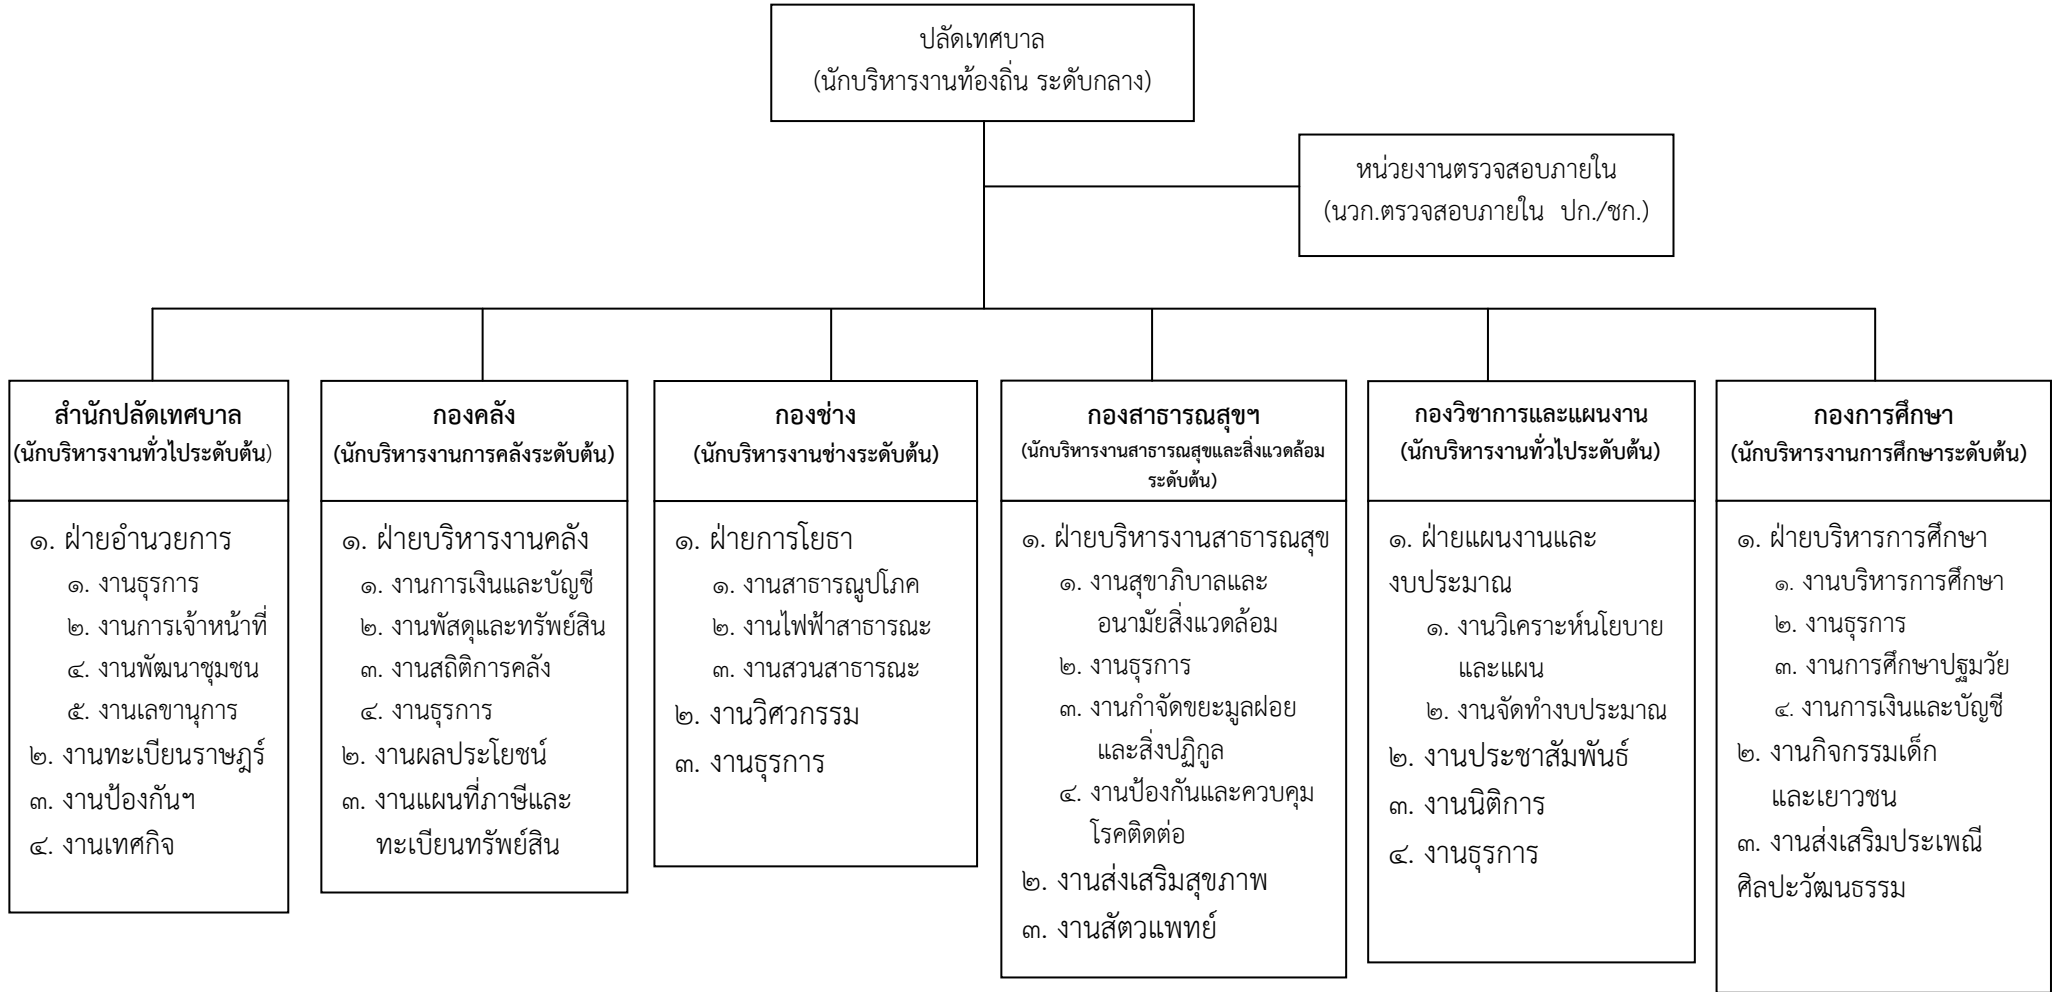 ปลัดเทศบาล
(นักบริหารงานท้องถิ่น ระดับกลาง)
หน่วยงานตรวจสอบภายใน
(นวก.ตรวจสอบภายใน ปก./ชก.)
สำนักปลัดเทศบาล
(นักบริหารงานทั่วไประดับต้น)
๑. ฝ่ายอำนวยการ
๑. งานธุรการ
๒. งานการเจ้าหน้าที่
๔. งานพัฒนาชุมชน
๕. งานเลขานุการ
๒. งานทะเบียนราษฎร์
๓. งานป้องกันฯ
๔. งานเทศกิจ
กองคลัง
(นักบริหารงานการคลังระดับต้น)
๑. ฝ่ายบริหารงานคลัง
๑. งานการเงินและบัญชี
๒. งานพัสดุและทรัพย์สิน
๓. งานสถิติการคลัง
๔. งานธุรการ
๒. งานผลประโยชน์
๓. งานแผนที่ภาษีและ
ทะเบียนทรัพย์สิน
กองช่าง
(นักบริหารงานช่างระดับต้น)
๑. ฝ่ายการโยธา
๑. งานสาธารณูปโภค
๒. งานไฟฟ้าสาธารณะ
๓. งานสวนสาธารณะ
๒. งานวิศวกรรม
๓. งานธุรการ
กองสาธารณสุขฯ
(นักบริหารงานสาธารณสุขและสิ่งแวดล้อม
ระดับต้น)
๑. ฝ่ายบริหารงานสาธารณสุข
๑. งานสุขาภิบาลและ
อนามัยสิ่งแวดล้อม
๒. งานธุรการ
๓. งานกำจัดขยะมูลฝอย
และสิ่งปฏิกูล
๔. งานป้องกันและควบคุม
โรคติดต่อ
๒. งานส่งเสริมสุขภาพ
๓. งานสัตวแพทย์
กองวิชาการและแผนงาน
(นักบริหารงานทั่วไประดับต้น)
๑. ฝ่ายแผนงานและ
งบประมาณ
๑. งานวิเคราะห์นโยบาย
และแผน
๒. งานจัดทำงบประมาณ
๒. งานประชาสัมพันธ์
๓. งานนิติการ
๔. งานธุรการ
กองการศึกษา
(นักบริหารงานการศึกษาระดับต้น)
๑. ฝ่ายบริหารการศึกษา
๑. งานบริหารการศึกษา
๒. งานธุรการ
๓. งานการศึกษาปฐมวัย
๔. งานการเงินและบัญชี
๒. งานกิจกรรมเด็ก
และเยาวชน
๓. งานส่งเสริมประเพณี
ศิลปะวัฒนธรรม